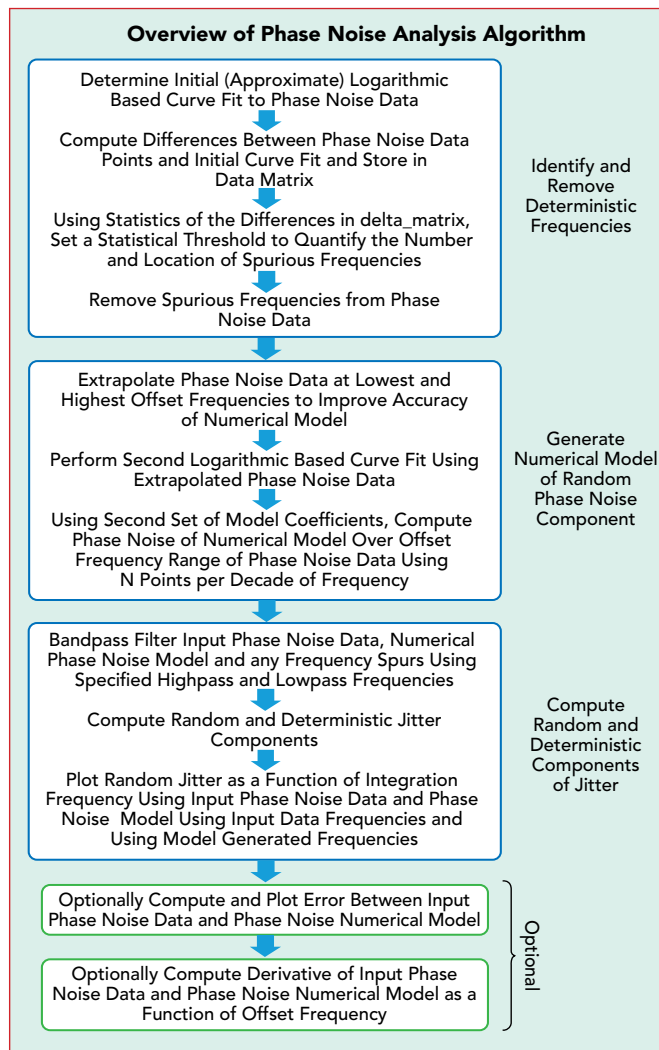 Overview of Phase Noise Analysis Algorithm
Determine Initial (Approximate) Logarithmic
Based Curve Fit to Phase Noise Data
Compute Differences Between Phase Noise Data
Points and Initial Curve Fit and Store in
Data Matrix
Using Statistics of the Differences in delta_matrix,
Set a Statistical Threshold to Quantify the Number
and Location of Spurious Frequencies
Remove Spurious Frequencies from Phase
Noise Data
Identify and
Remove
Deterministic
Frequencies
Extrapolate Phase Noise Data at Lowest and
Highest Offset Frequencies to Improve Accuracy
of Numerical Model
Perform Second Logarithmic Based Curve Fit Using
Extrapolated Phase Noise Data
Using Second Set of Model Coefficients, Compute
Phase Noise of Numerical Model Over Offset
Frequency Range of Phase Noise Data Using
N Points per Decade of Frequency
Generate
Numerical Model
of Random
Phase Noise
Component
Bandpass Filter Input Phase Noise Data, Numerical
Phase Noise Model and any Frequency Spurs Using
Specified Highpass and Lowpass Frequencies
Compute Random and Deterministic Jitter
Components
Plot Random Jitter as a Function of Integration
Frequency Using Input Phase Noise Data and Phase
Noise Model Using Input Data Frequencies and
Using Model Generated Frequencies
Compute
Random and
Deterministic
Components
of Jitter
Optionally Compute and Plot Error Between Input
Phase Noise Data and Phase Noise Numerical Model
Optionally Compute Derivative of Input Phase
Noise Data and Phase Noise Numerical Model as a
Function of Offset Frequency
Optional